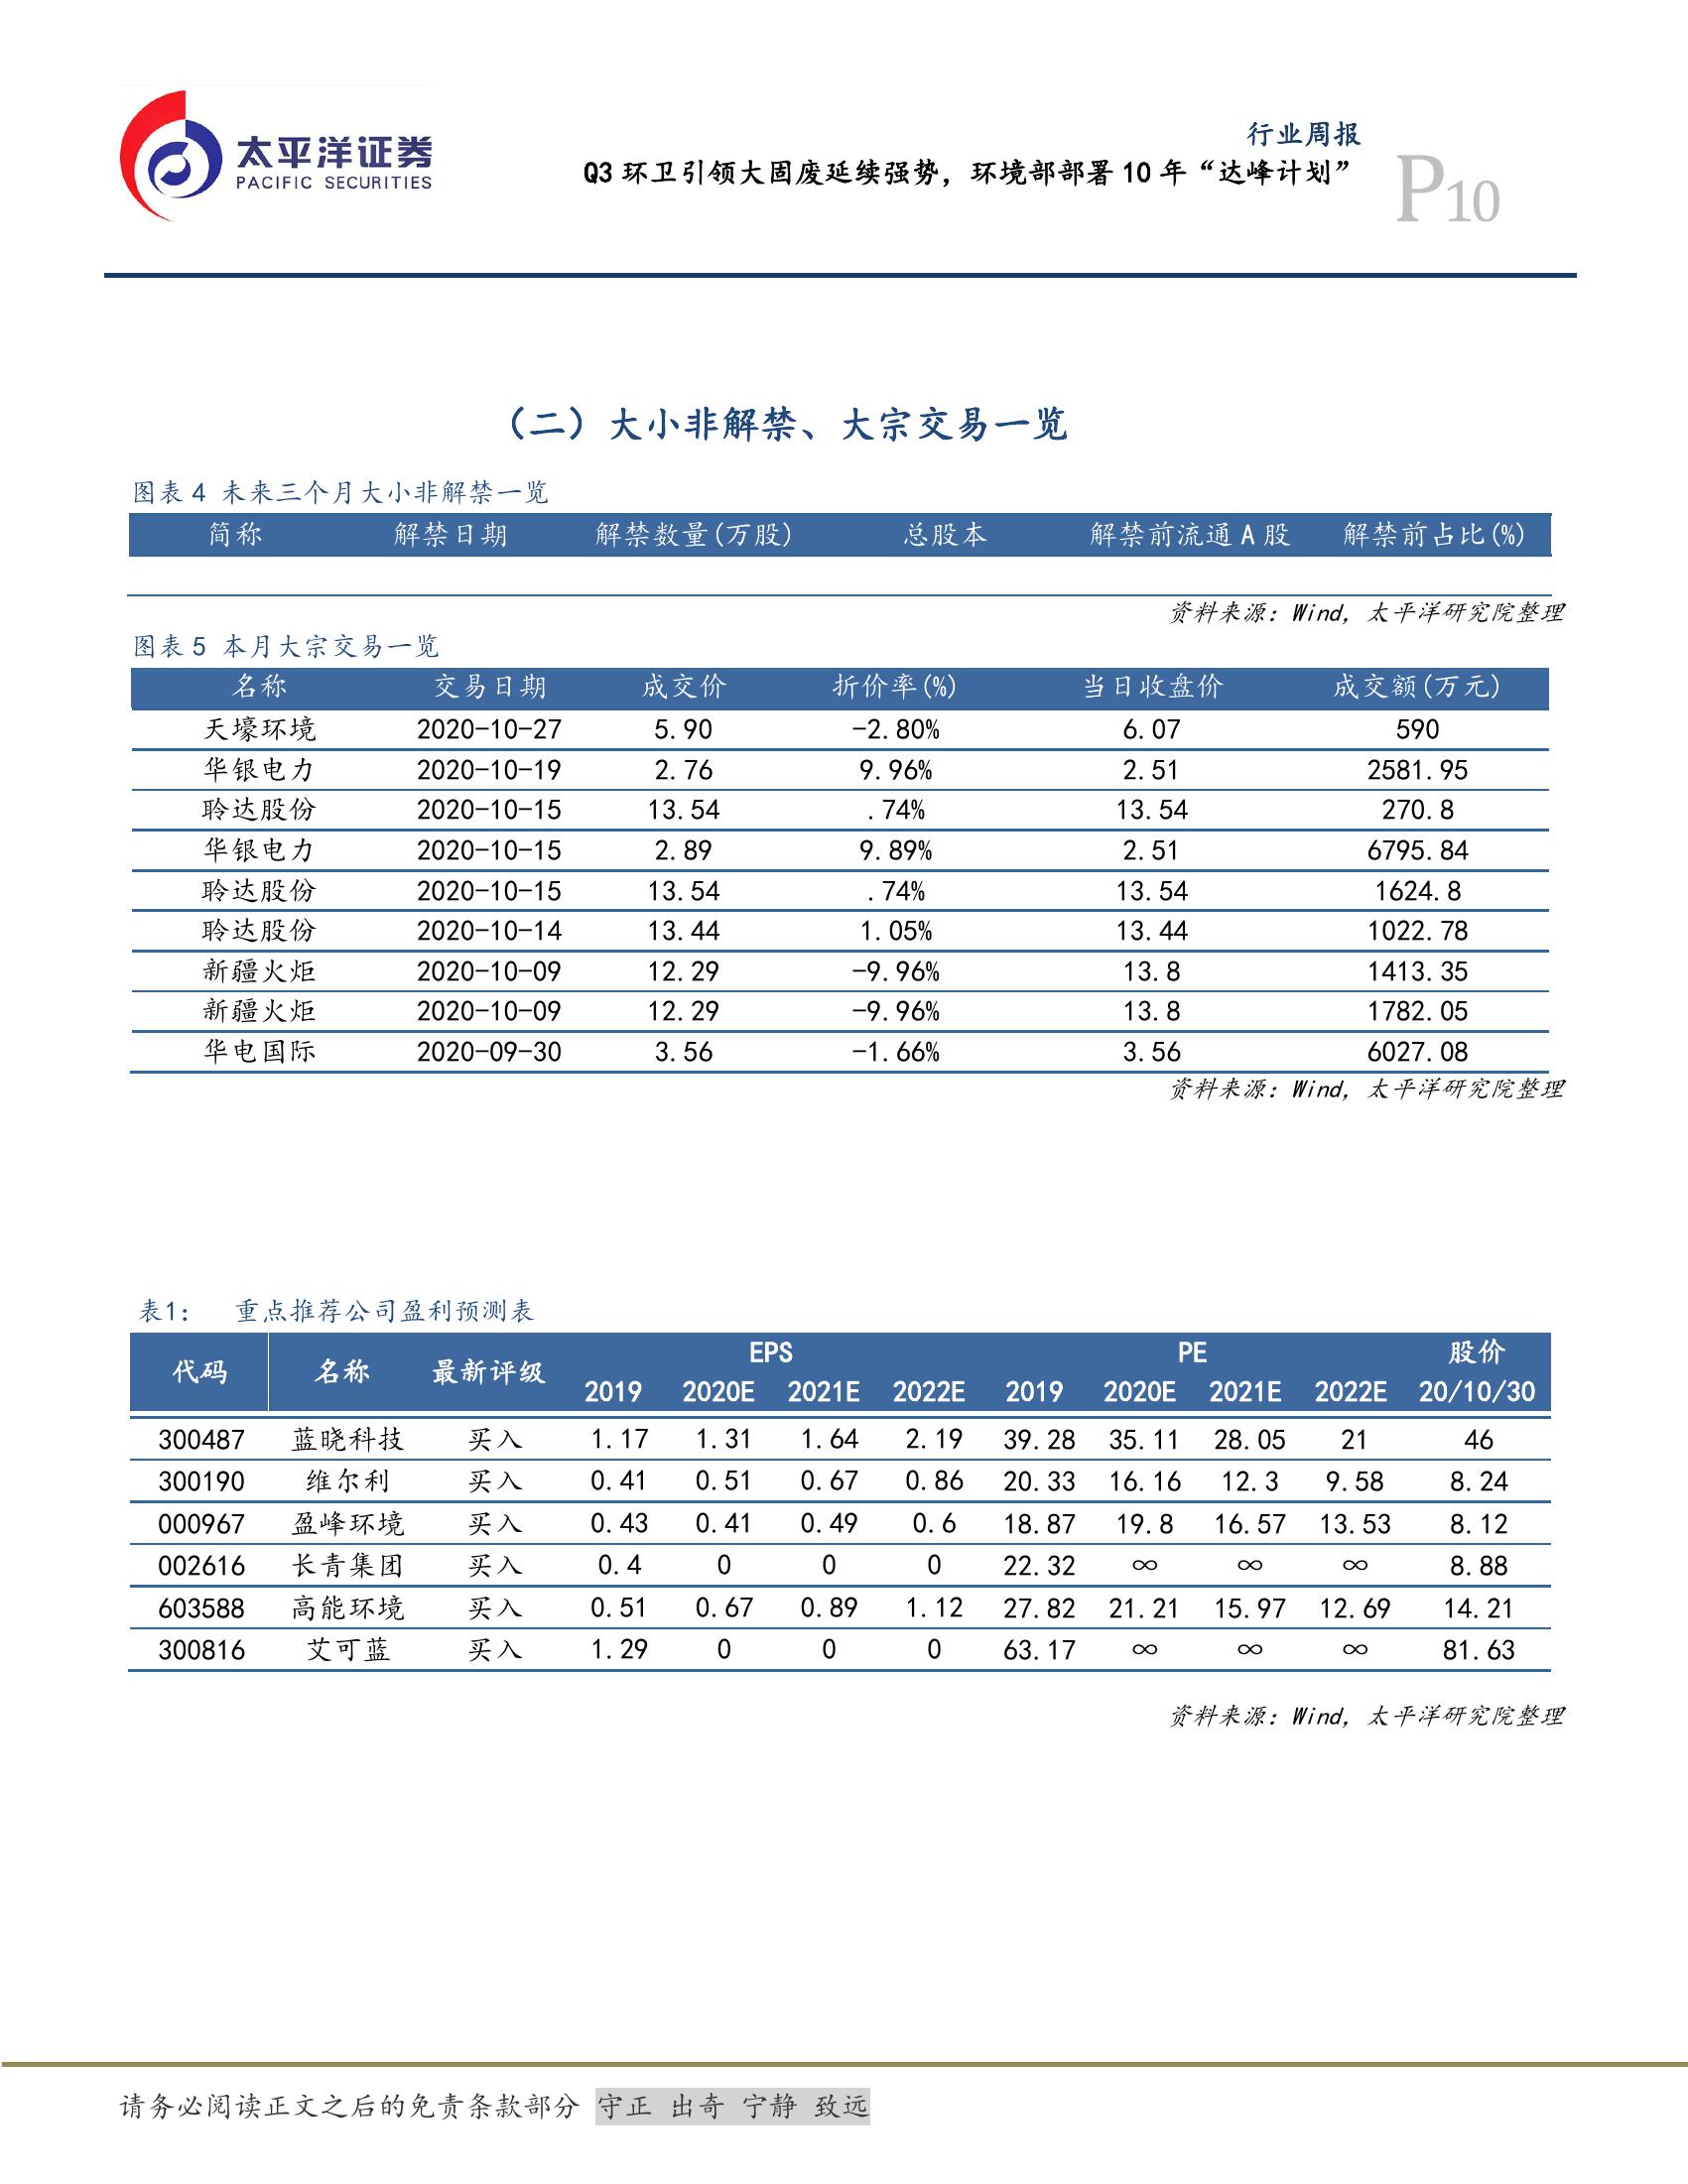 太平洋证券
PACIFIC SECURITIES
行业周报
Q3 环卫引领大固废延续强势，环境部部署 10 年“达峰计划”
P10
（二）大小非解禁、大宗交易一览
图表 4 未来三个月大小非解禁一览
简称 解禁日期 解禁数量(万股) 总股本 解禁前流通 A 股 解禁前占比(%)
资料来源：Wind，太平洋研究院整理
图表 5 本月大宗交易一览
名称 交易日期 成交价 折价率(%) 当日收盘价 成交额(万元)
天壕环境 2020-10-27 5.90 -2.80% 6.07 590
华银电力 2020-10-19 2.76 9.96% 2.51 2581.95
聆达股份 2020-10-15 13.54 .74% 13.54 270.8
华银电力 2020-10-15 2.89 9.89% 2.51 6795.84
聆达股份 2020-10-15 13.54 .74% 13.54 1624.8
聆达股份 2020-10-14 13.44 1.05% 13.44 1022.78
新疆火炬 2020-10-09 12.29 -9.96% 13.8 1413.35
新疆火炬 2020-10-09 12.29 -9.96% 13.8 1782.05
华电国际 2020-09-30 3.56 -1.66% 3.56 6027.08
资料来源：Wind，太平洋研究院整理
表1： 重点推荐公司盈利预测表
代码 名称 最新评级 EPS PE 股价
2019 2020E 2021E 2022E 2019 2020E 2021E 2022E 20/10/30
300487 蓝晓科技 买入 1.17 1.31 1.64 2.19 39.28 35.11 28.05 21 46
300190 维尔利 买入 0.41 0.51 0.67 0.86 20.33 16.16 12.3 9.58 8.24
000967 盈峰环境 买入 0.43 0.41 0.49 0.6 18.87 19.8 16.57 13.53 8.12
002616 长青集团 买入 0.4 0 0 0 22.32 ∞ ∞ ∞ 8.88
603588 高能环境 买入 0.51 0.67 0.89 1.12 27.82 21.21 15.97 12.69 14.21
300816 艾可蓝 买入 1.29 0 0 0 63.17 ∞ ∞ ∞ 81.63
资料来源：Wind，太平洋研究院整理
请务必阅读正文之后的免责条款部分 守正 出奇 宁静 致远